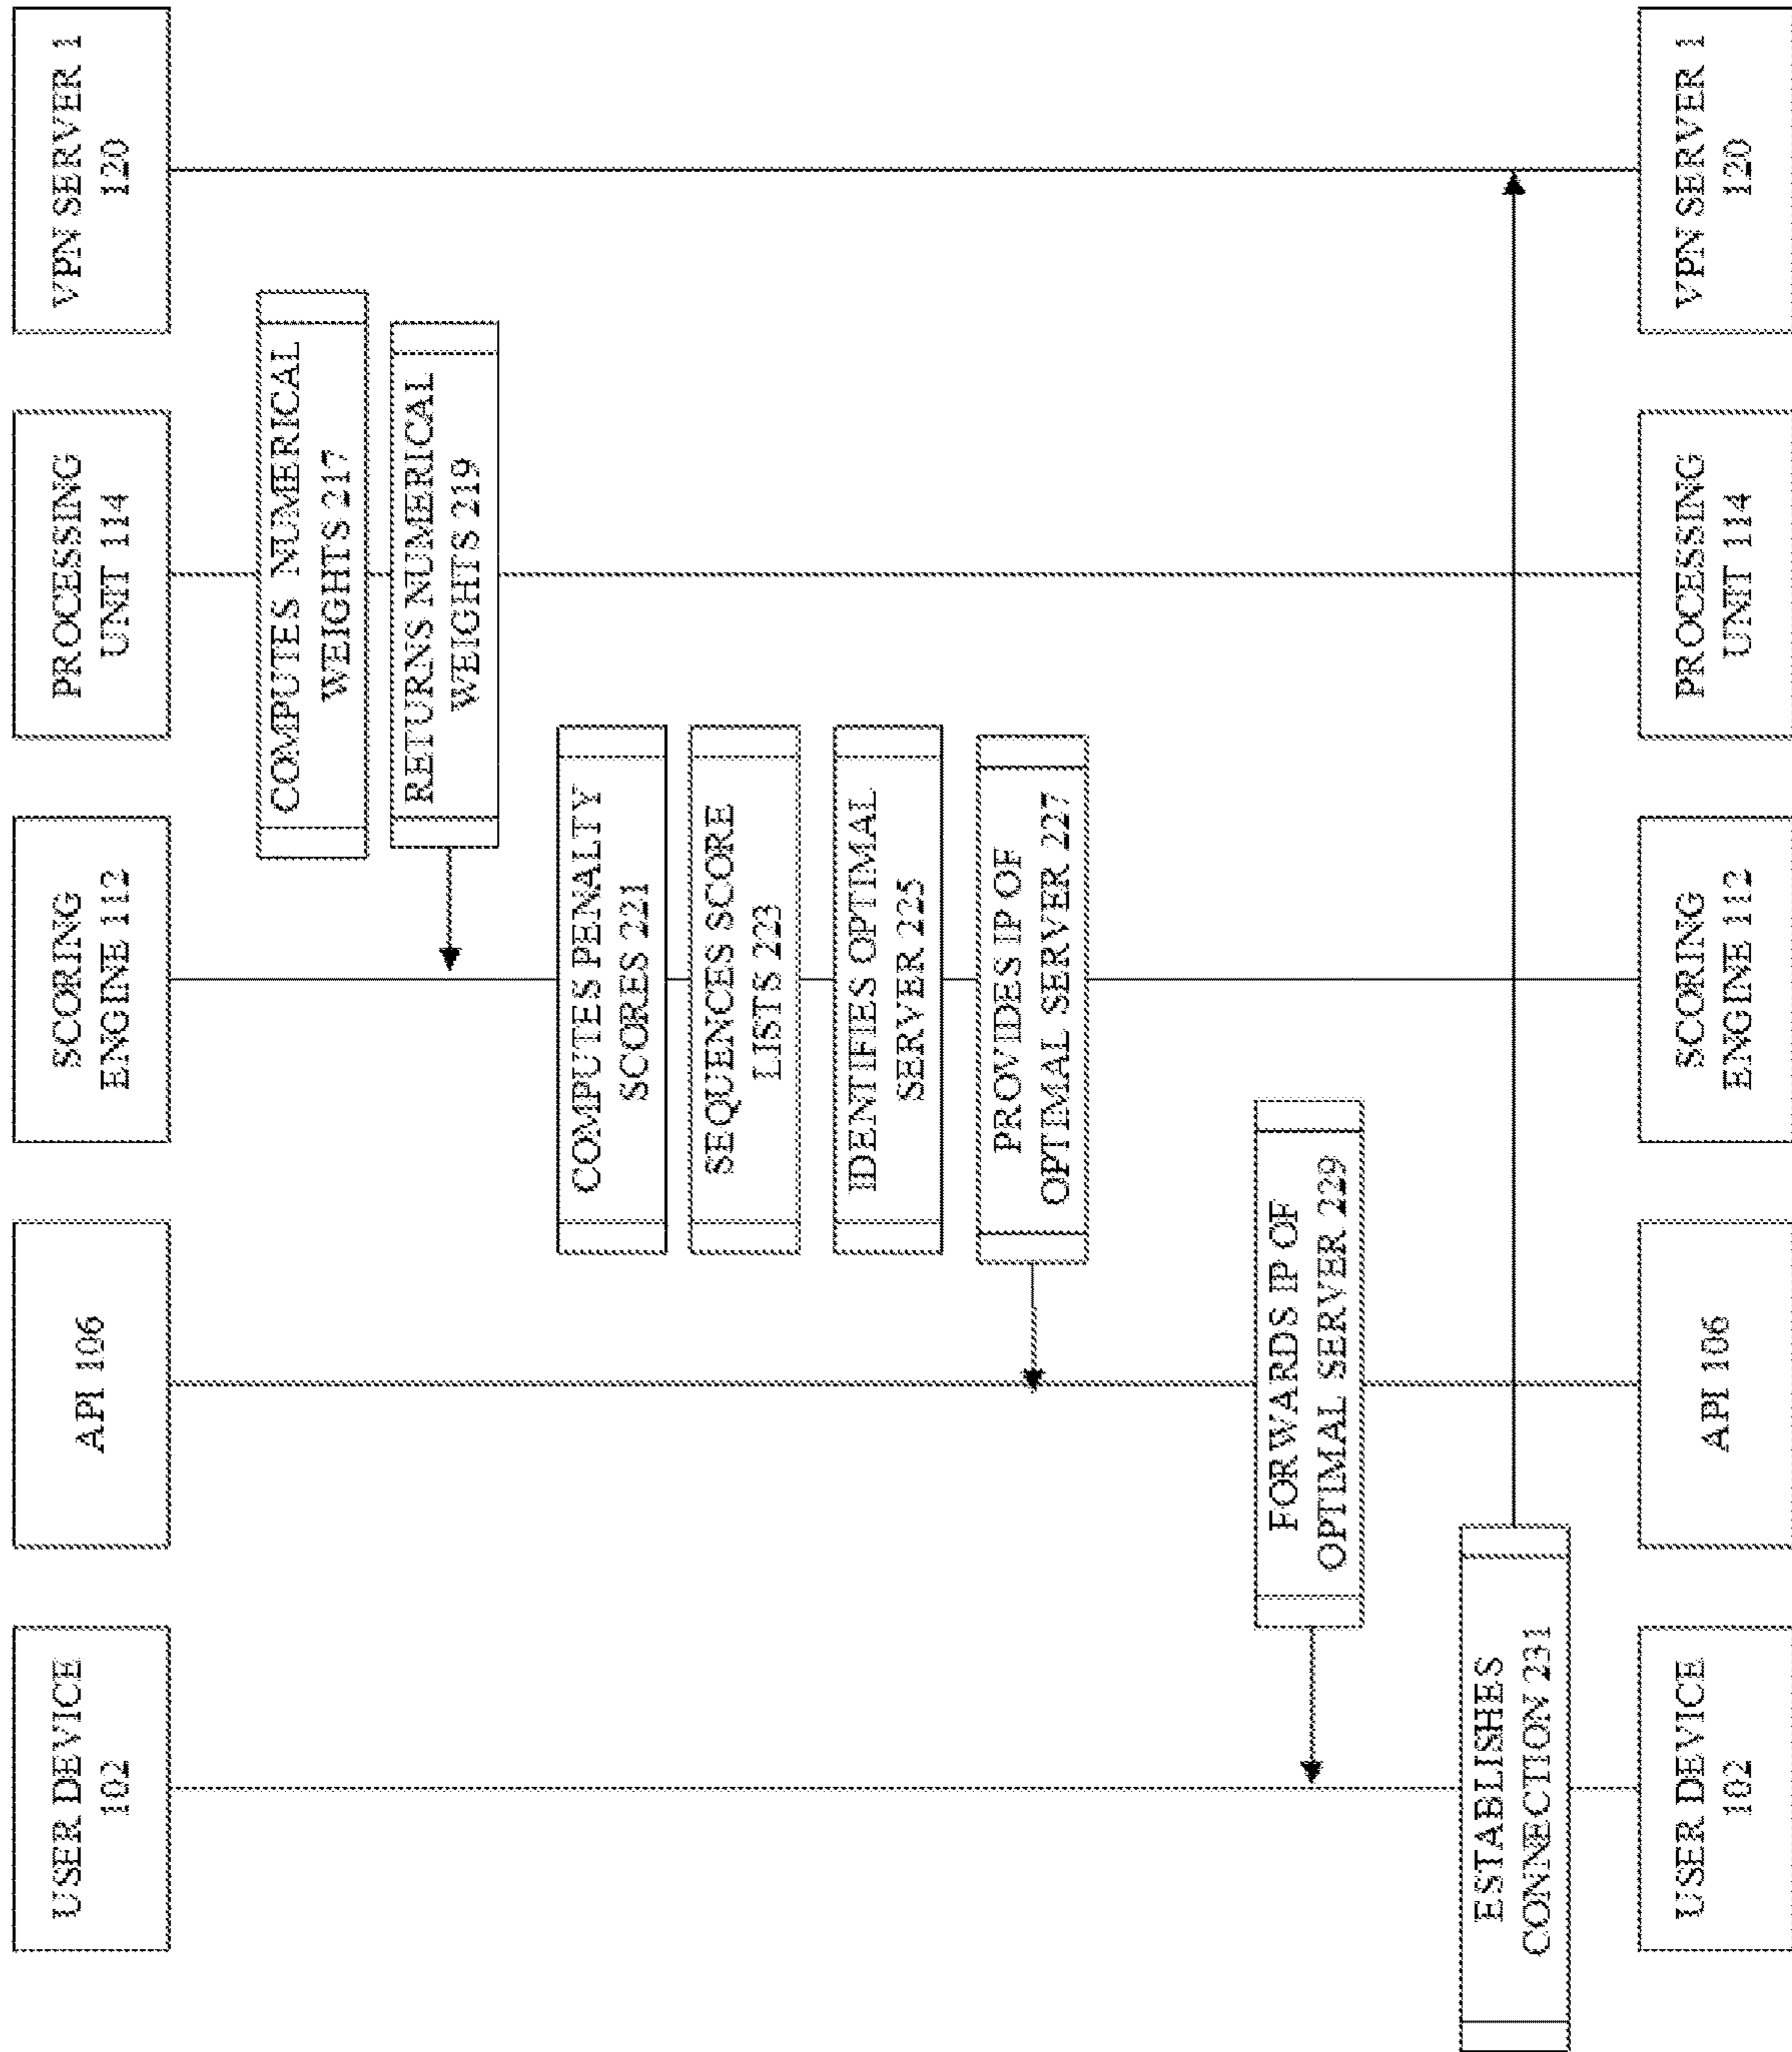 USER DEVICE
102
API 106
SCORING
ENGINE 112
PROCESSING
UNIT 114
VPN SERVER 1
120
COMPUTES NUMERICAL
WEIGHTS 217
RETURNS NUMERICAL
WEIGHTS 219
COMPUTES PENALTY
SCORES 221
SEQUENCES SCORE
LISTS 223
IDENTIFIES OPTIMAL
SERVER 225
PROVIDES IP OF
OPTIMAL SERVER 227
FORWARDS IP OF
OPTIMAL SERVER 229
ESTABLISHES
CONNECTION 231
USER DEVICE
102
API 106
SCORING
ENGINE 112
PROCESSING
UNIT 114
VPN SERVER 1
120